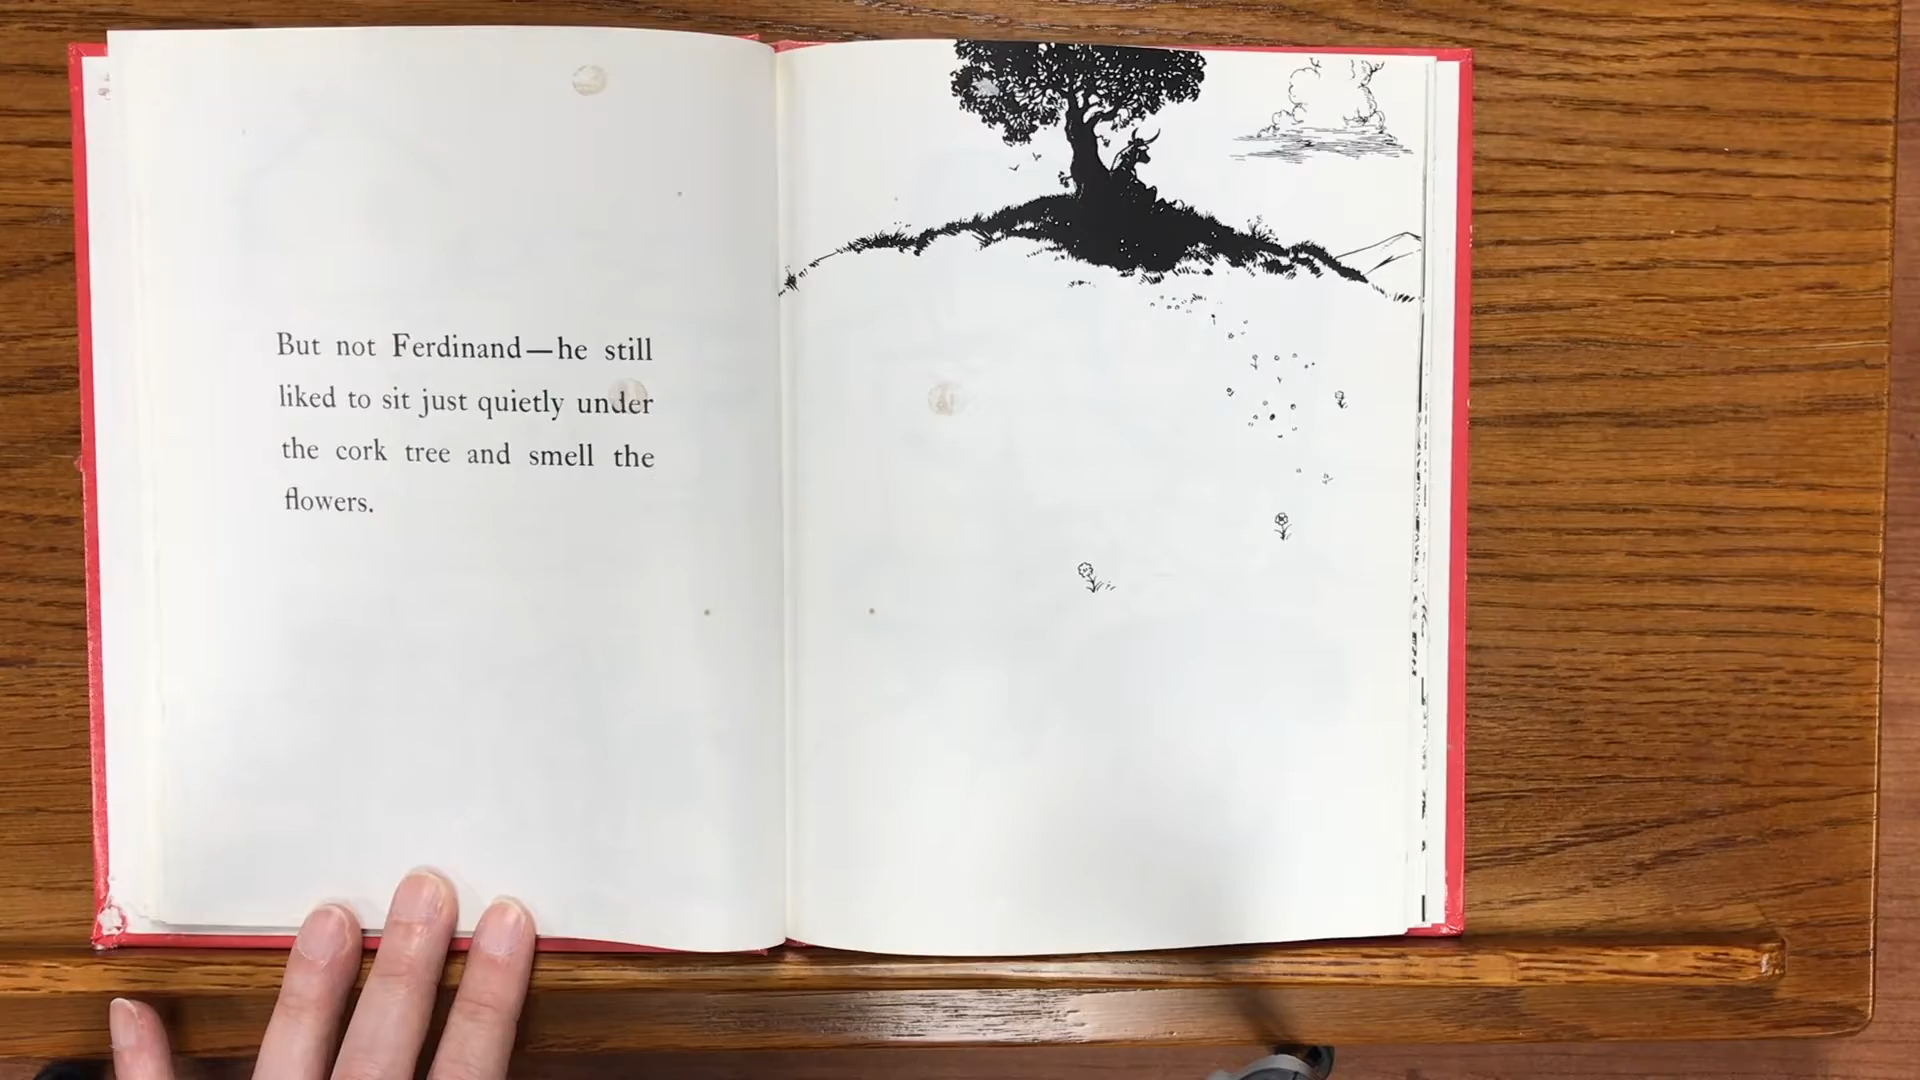 But not Ferdinand—he still
liked to sit just quietly under
the cork tree and smell the
flowers.